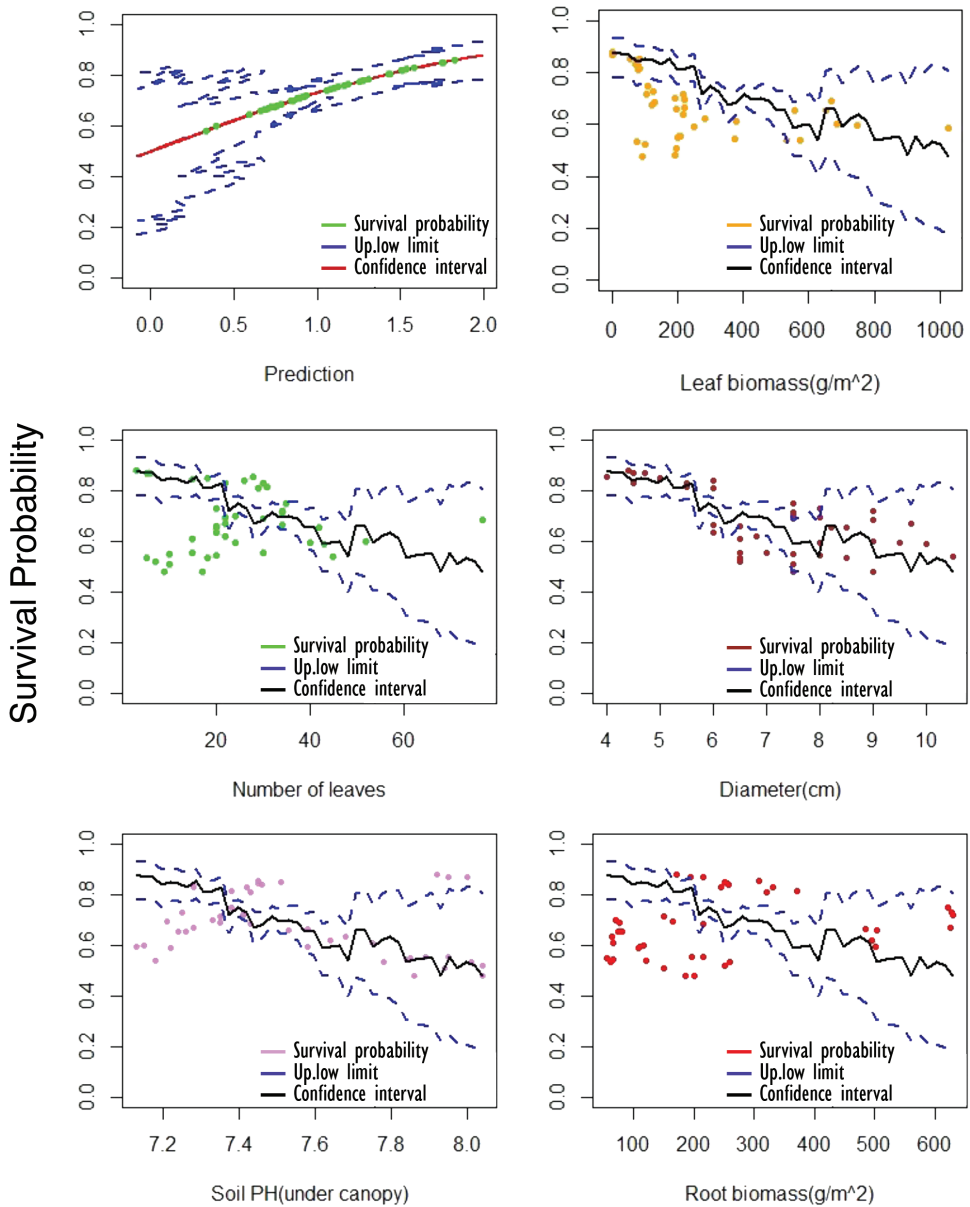 Survival Probability
0.0 0.2 0.4 0.6 0.8 1.0
Survival probability
Up.low limit
Confidence interval
0.0 0.5 1.0 1.5 2.0
Prediction
0.0 0.2 0.4 0.6 0.8 1.0
Survival probability
Up.low limit
Confidence interval
0 200 400 600 800 1000
Leaf biomass(g/m^2)
0.0 0.2 0.4 0.6 0.8 1.0
Survival probability
Up.low limit
Confidence interval
20 40 60
Number of leaves
0.0 0.2 0.4 0.6 0.8 1.0
Survival probability
Up.low limit
Confidence interval
4 5 6 7 8 9 10
Diameter(cm)
0.0 0.2 0.4 0.6 0.8 1.0
Survival probability
Up.low limit
Confidence interval
7.2 7.4 7.6 7.8 8.0
Soil PH(under canopy)
0.0 0.2 0.4 0.6 0.8 1.0
Survival probability
Up.low limit
Confidence interval
100 200 300 400 500 600
Root biomass(g/m^2)